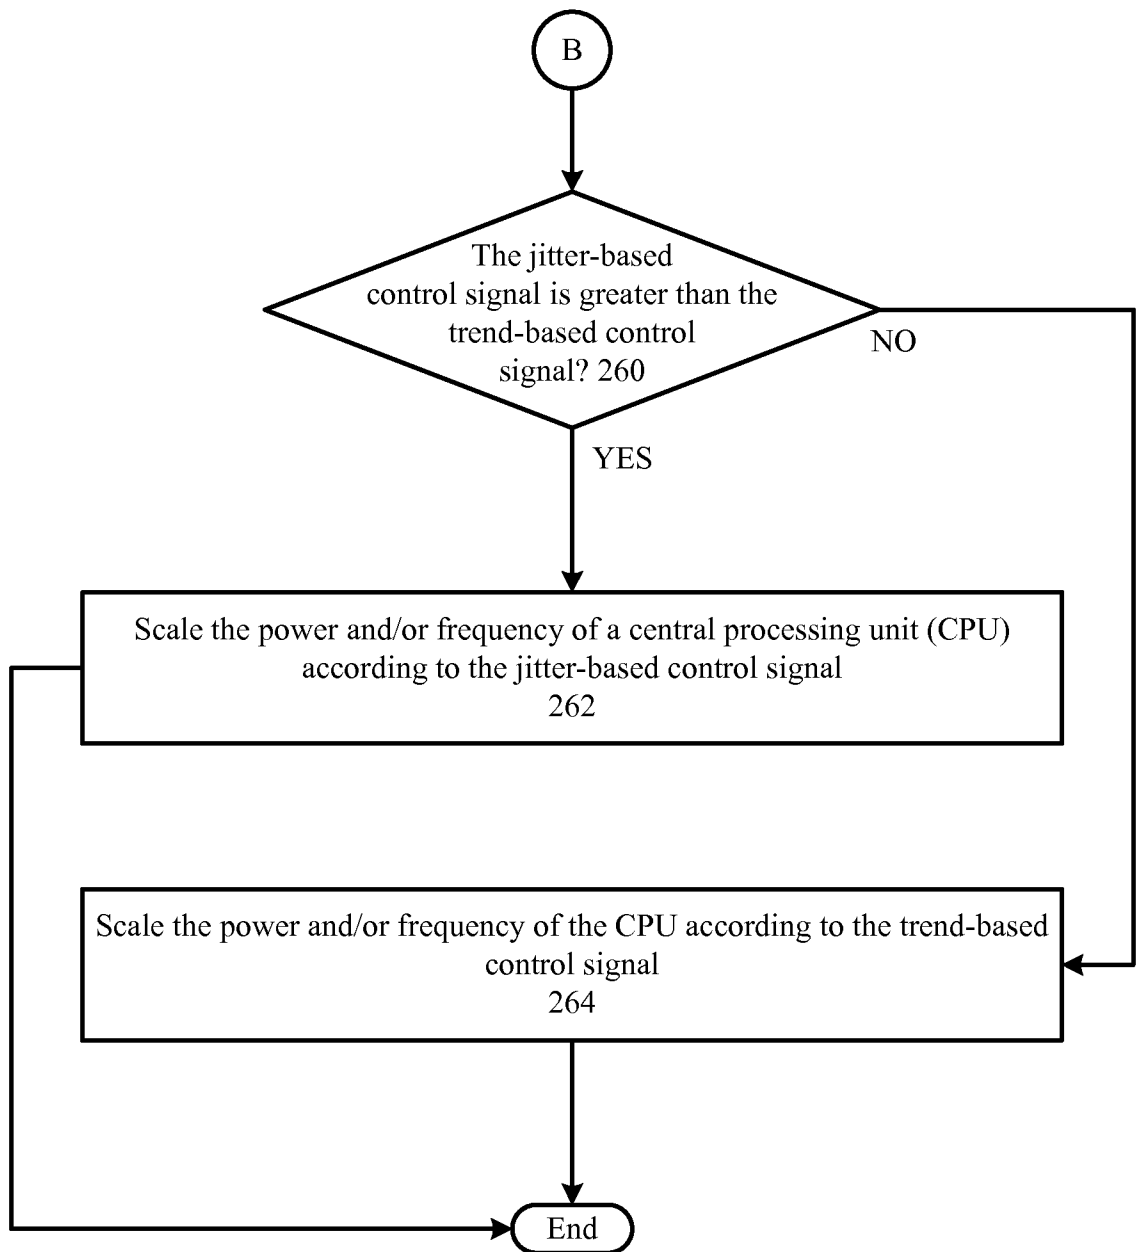 B
The jitter-based
control signal is greater than the
trend-based control
signal? 260
NO
YES
Scale the power and/or frequency of a central processing unit (CPU)
according to the jitter-based control signal
262
Scale the power and/or frequency of the CPU according to the trend-based
control signal
264
End